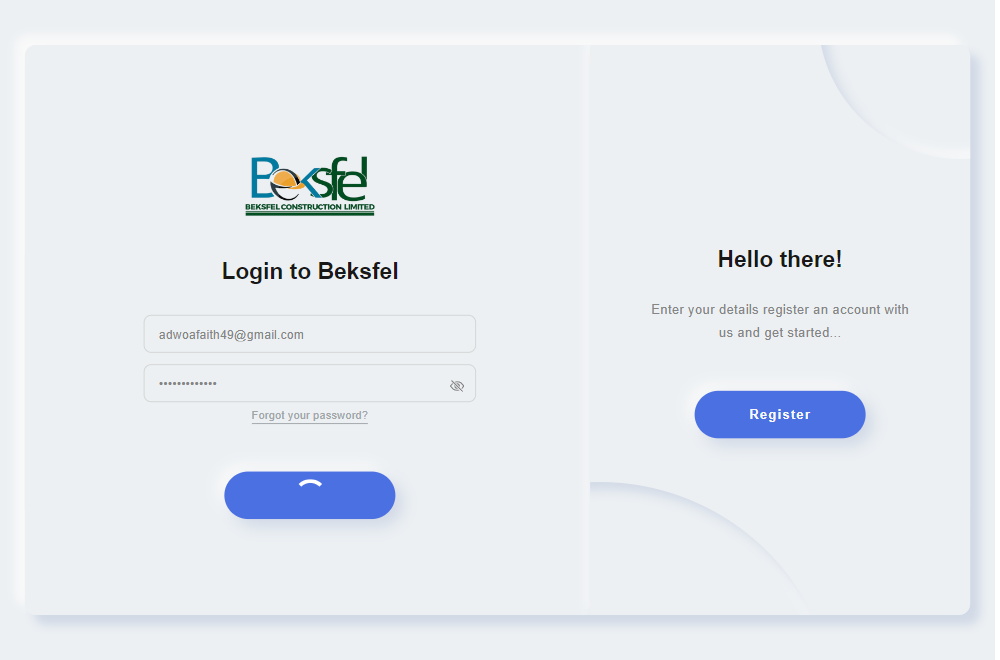 Beksfel
BEKSFEL CONSTRUCTION LIMITED
Login to Beksfel
adwoafaith49@gmail.com
•••••••••••••
Forgot your password?
Hello there!
Enter your details register an account with
us and get started...
Register